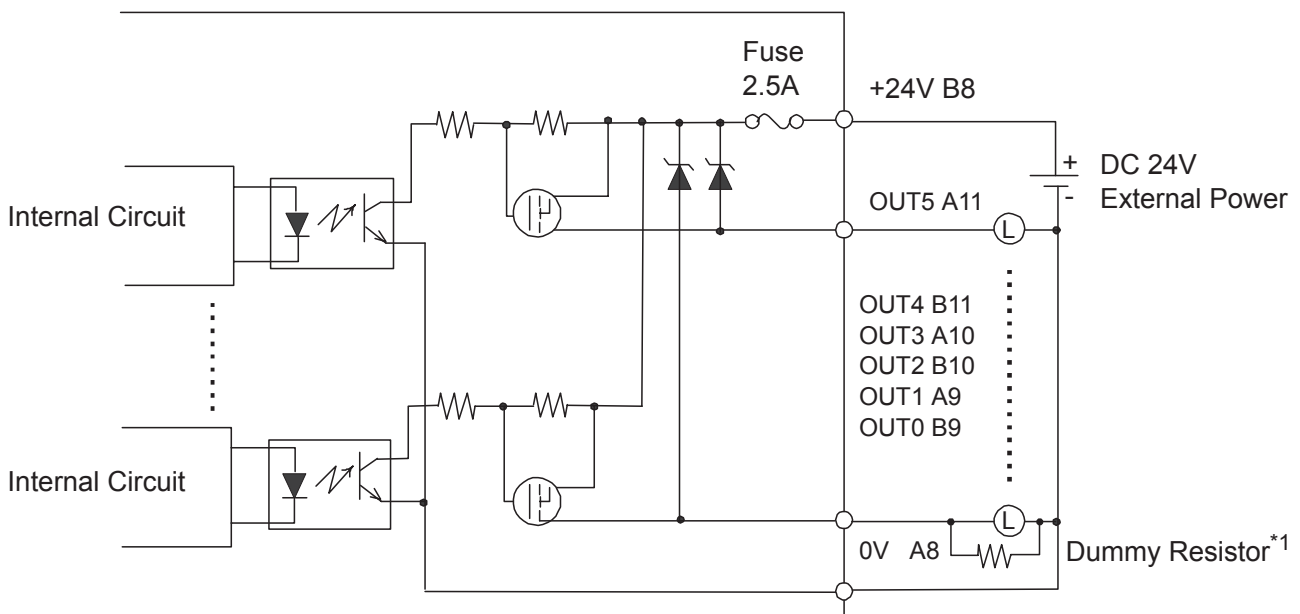 Fuse
2.5A
+24V B8
+ DC 24V
- External Power
OUT5 A11
L
Internal Circuit
OUT4 B11
OUT3 A10
OUT2 B10
OUT1 A9
OUT0 B9
Internal Circuit
L
0V A8
Dummy Resistor*1